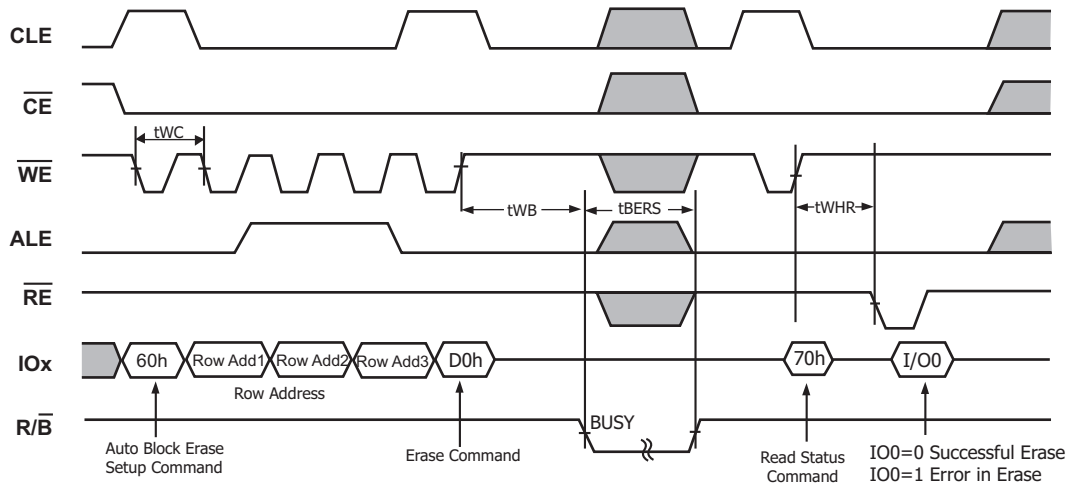 CLE
CE
tWC
WE
tWB
tBERS
tWHR
ALE
RE
IOx
60h
Row Add1
Row Add2
Row Add3
D0h
70h
I/O0
Row Address
R/B
BUSY
Auto Block Erase
Setup Command
Erase Command
Read Status
Command
IO0=0 Successful Erase
IO0=1 Error in Erase